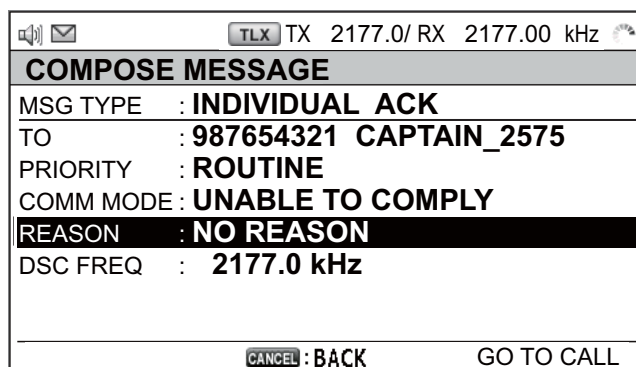 TLX TX 2177.0/ RX 2177.00 kHz
COMPOSE MESSAGE
MSG TYPE : INDIVIDUAL ACK
TO : 987654321 CAPTAIN_2575
PRIORITY : ROUTINE
COMM MODE : UNABLE TO COMPLY
REASON : NO REASON
DSC FREQ : 2177.0 kHz
CANCEL : BACK GO TO CALL